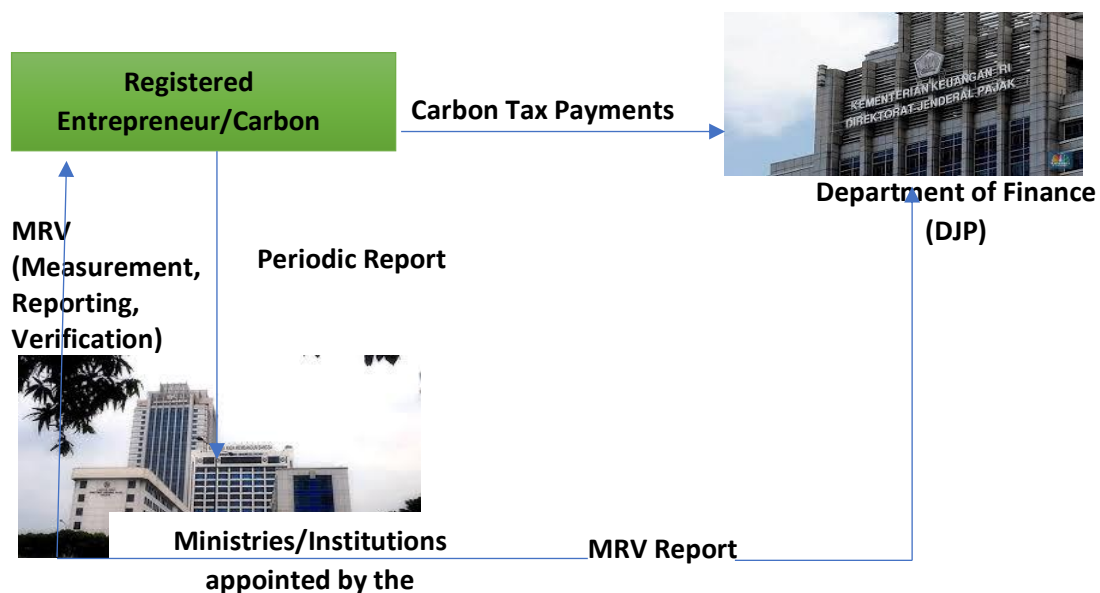 Registered
Entrepreneur/Carbon
Carbon Tax Payments
KEMENTERIAN KEUANGAN RI
DIREKTORAT JENDERAL PAJAK
Department of Finance
(DJP)
MRV
(Measurement,
Reporting,
Verification)
Periodic Report
Ministries/Institutions
appointed by the
MRV Report